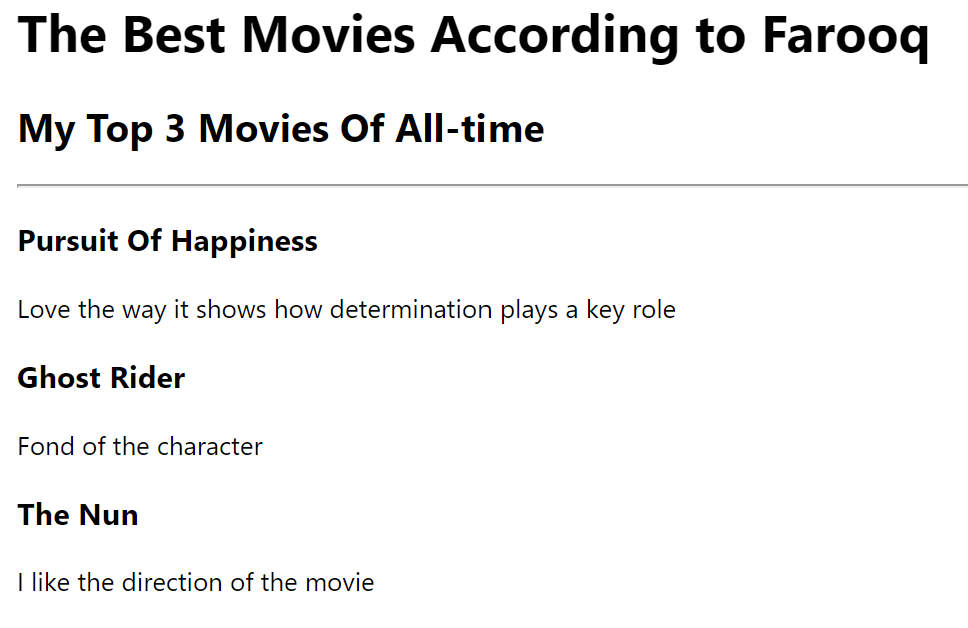 The Best Movies According to Farooq
My Top 3 Movies Of All-time
Pursuit Of Happiness
Love the way it shows how determination plays a key role
Ghost Rider
Fond of the character
The Nun
I like the direction of the movie